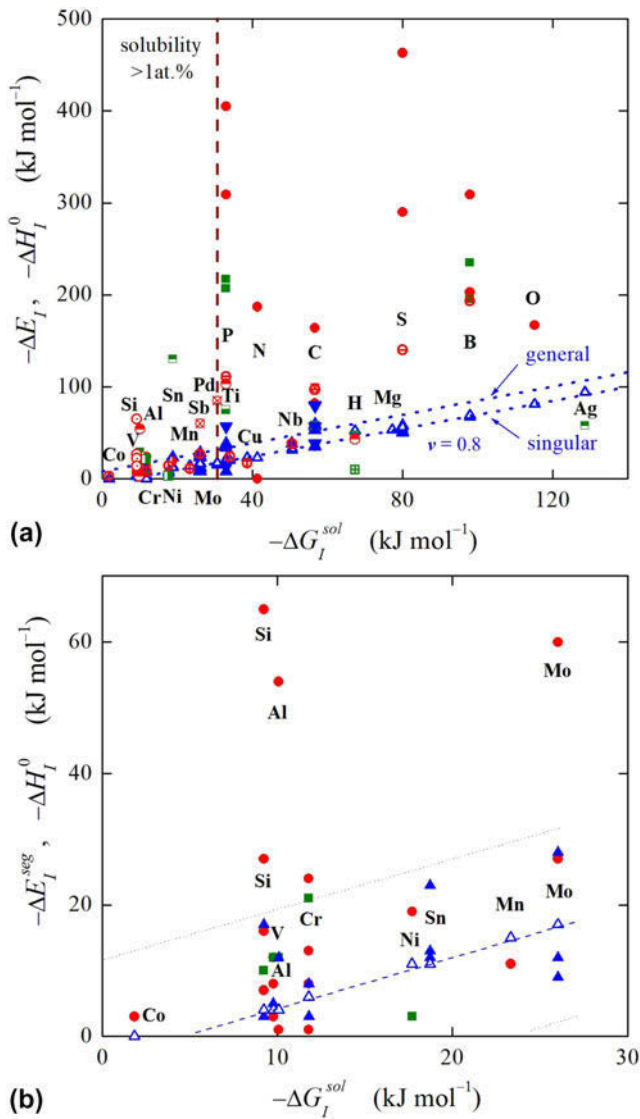 500
400
300
200
100
0
−ΔE_I, −ΔH_I^0 (kJ mol^−1)
solubility
>1at.%
P
N
C
S
B
O
Sn
Pd
Ti
Si
Al
Sb
V
Mn
Cu
Nb
H
Mg
Ag
Co
Cr
Ni
Mo
general
singular
ν = 0.8
0 40 80 120
(a)
−ΔG_I^sol (kJ mol^−1)
60
40
20
0
−ΔE_I^seg, −ΔH_I^0 (kJ mol^−1)
Si
Al
Mo
Si
Cr
V
Al
Ni
Sn
Mn
Mo
Co
0 10 20 30
(b)
−ΔG_I^sol (kJ mol^−1)